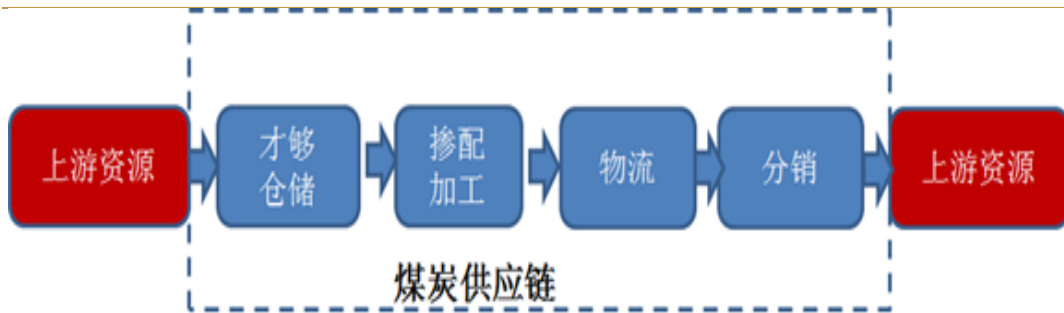 上游资源
才够
仓储
掺配
加工
物流
分销
上游资源
煤炭供应链